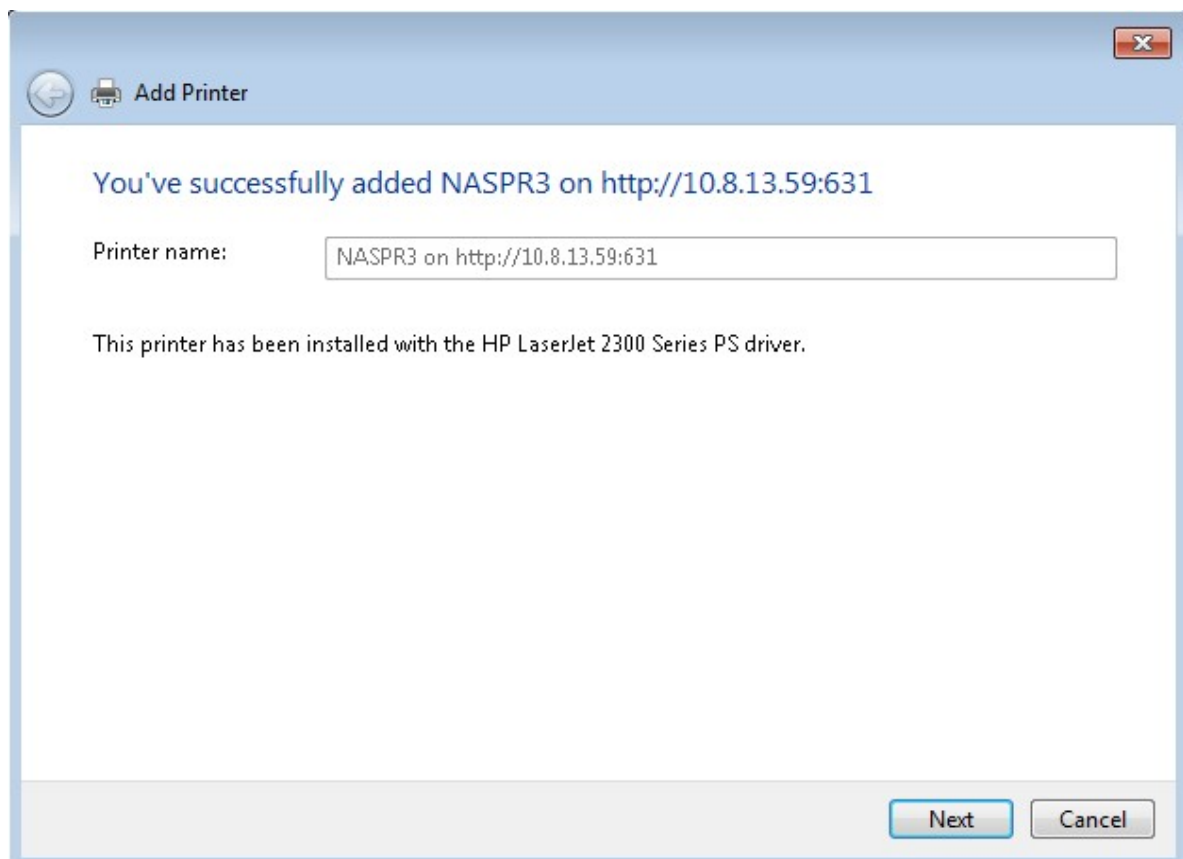 Add Printer
You've successfully added NASPR3 on http://10.8.13.59:631
Printer name:
NASPR3 on http://10.8.13.59:631
This printer has been installed with the HP LaserJet 2300 Series PS driver.
Next
Cancel